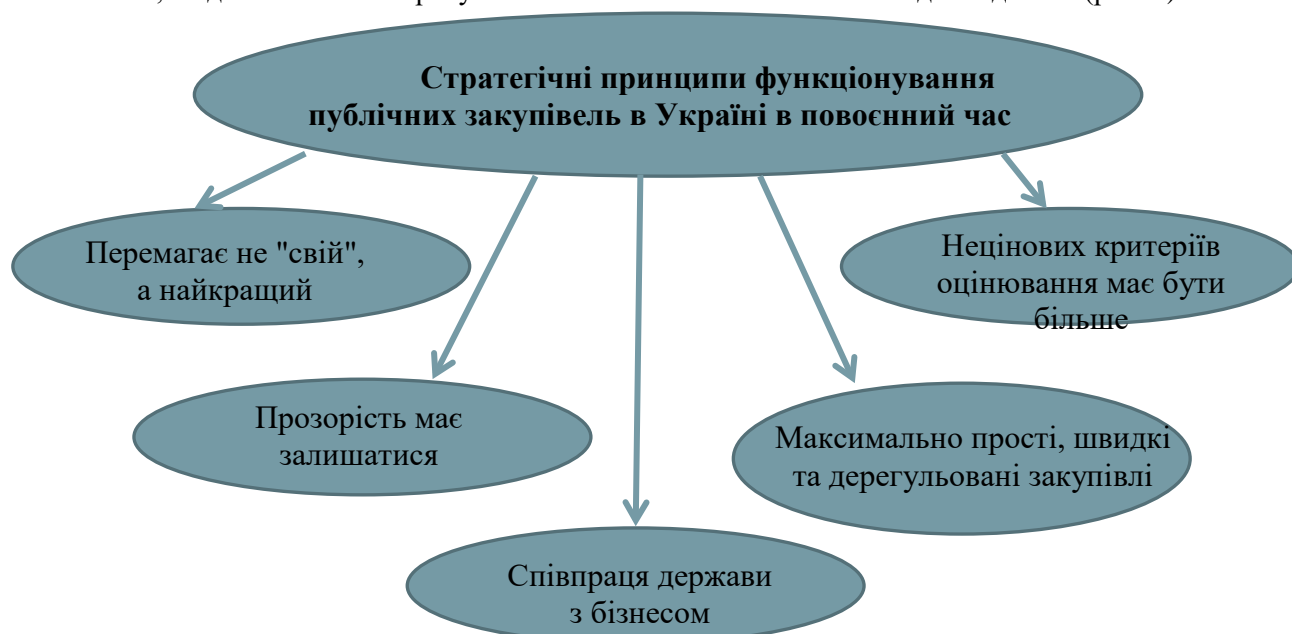 Стратегічні принципи функціонування
публічних закупівель в Україні в повоєнний час
Перемагає не "свій",
а найкращий
Нецінових критеріїв
оцінювання має бути
більше
Прозорість має
залишатися
Максимально прості, швидкі
та дерегульовані закупівлі
Співпраця держави
з бізнесом